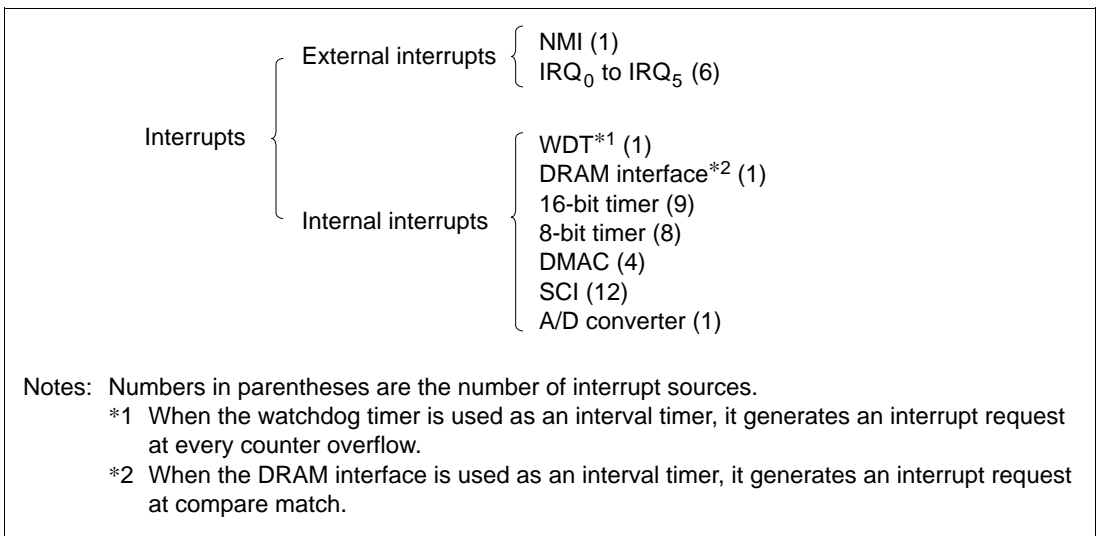 External interrupts
NMI (1)
IRQ0 to IRQ5 (6)
Interrupts
Internal interrupts
WDT*1 (1)
DRAM interface*2 (1)
16-bit timer (9)
8-bit timer (8)
DMAC (4)
SCI (12)
A/D converter (1)
Notes: Numbers in parentheses are the number of interrupt sources.
*1 When the watchdog timer is used as an interval timer, it generates an interrupt request
at every counter overflow.
*2 When the DRAM interface is used as an interval timer, it generates an interrupt request
at compare match.